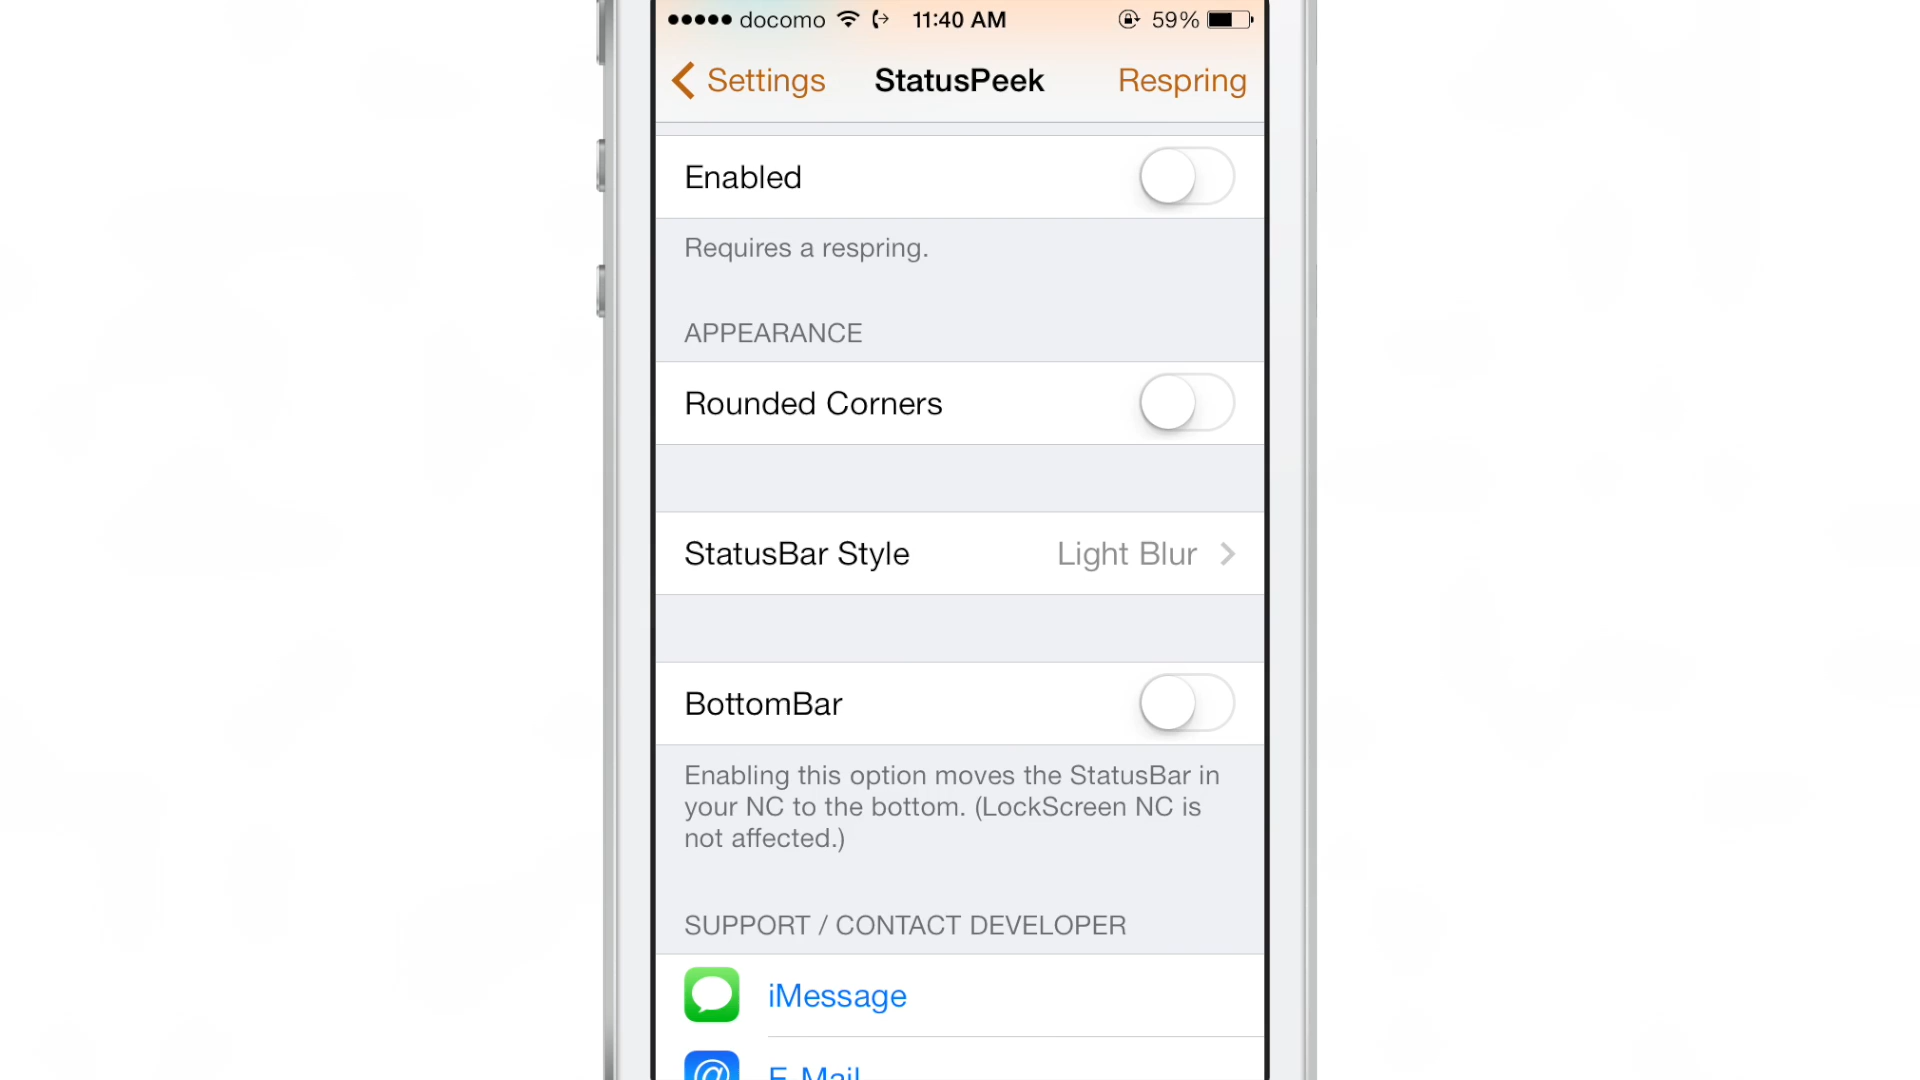 docomo 11:40 AM 59%
Settings StatusPeek Respring
Enabled
Requires a respring.
APPEARANCE
Rounded Corners
StatusBar Style Light Blur
BottomBar
Enabling this option moves the StatusBar in
your NC to the bottom. (LockScreen NC is
not affected.)
SUPPORT / CONTACT DEVELOPER
iMessage
E-Mail